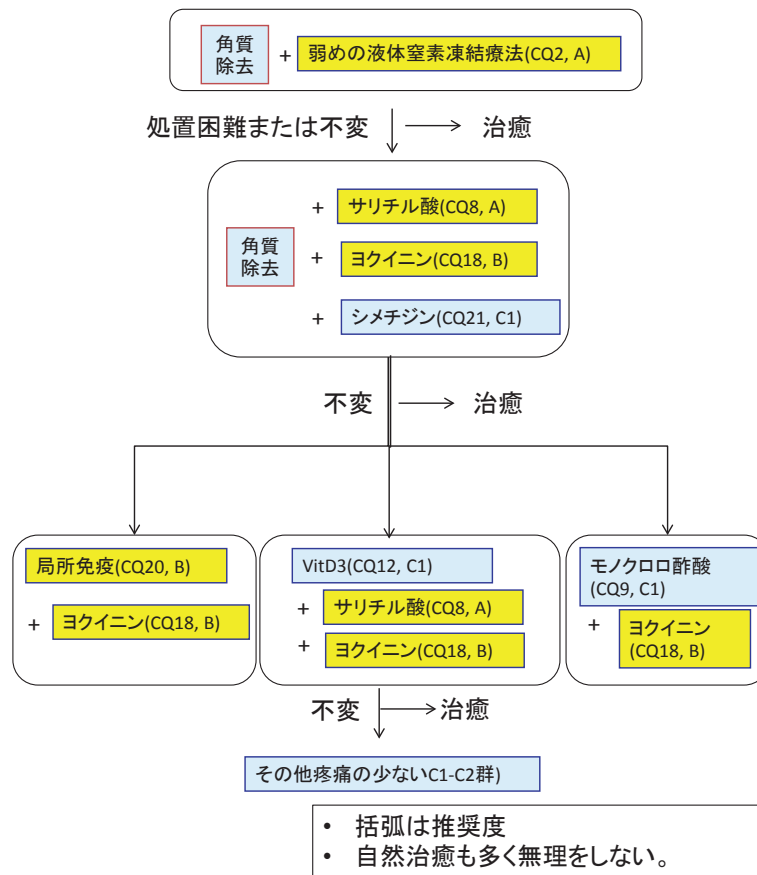 角質
除去
+ 弱めの液体窒素凍結療法(CQ2, A)
処置困難または不変
治癒
+ サリチル酸(CQ8, A)
角質
除去
+ ヨクイニン(CQ18, B)
+ シメチジン(CQ21, C1)
不変
治癒
局所免疫(CQ20, B)
+ ヨクイニン(CQ18, B)
VitD3(CQ12, C1)
+ サリチル酸(CQ8, A)
+ ヨクイニン(CQ18, B)
モノクロロ酢酸
(CQ9, C1)
+ ヨクイニン
(CQ18, B)
不変
治癒
その他疼痛の少ないC1-C2群)
• 括弧は推奨度
• 自然治癒も多く無理をしない。